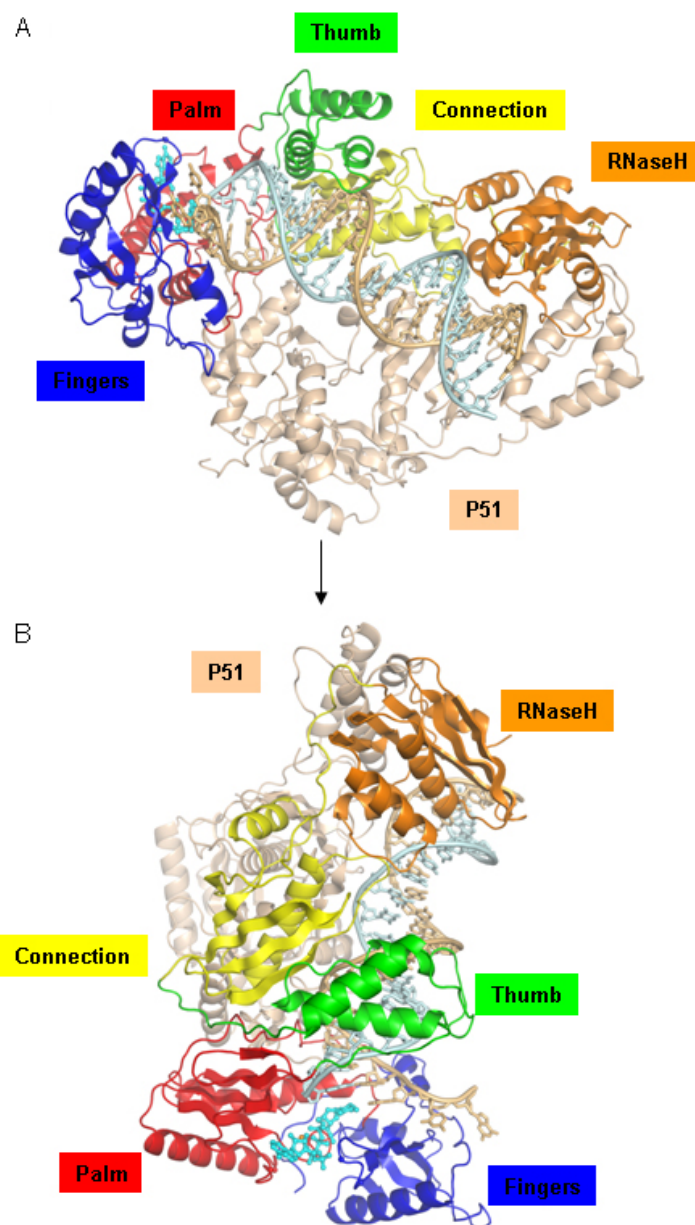 A
Thumb
Palm
Connection
RNaseH
Fingers
P51
B
P51
RNaseH
Connection
Thumb
Palm
Fingers